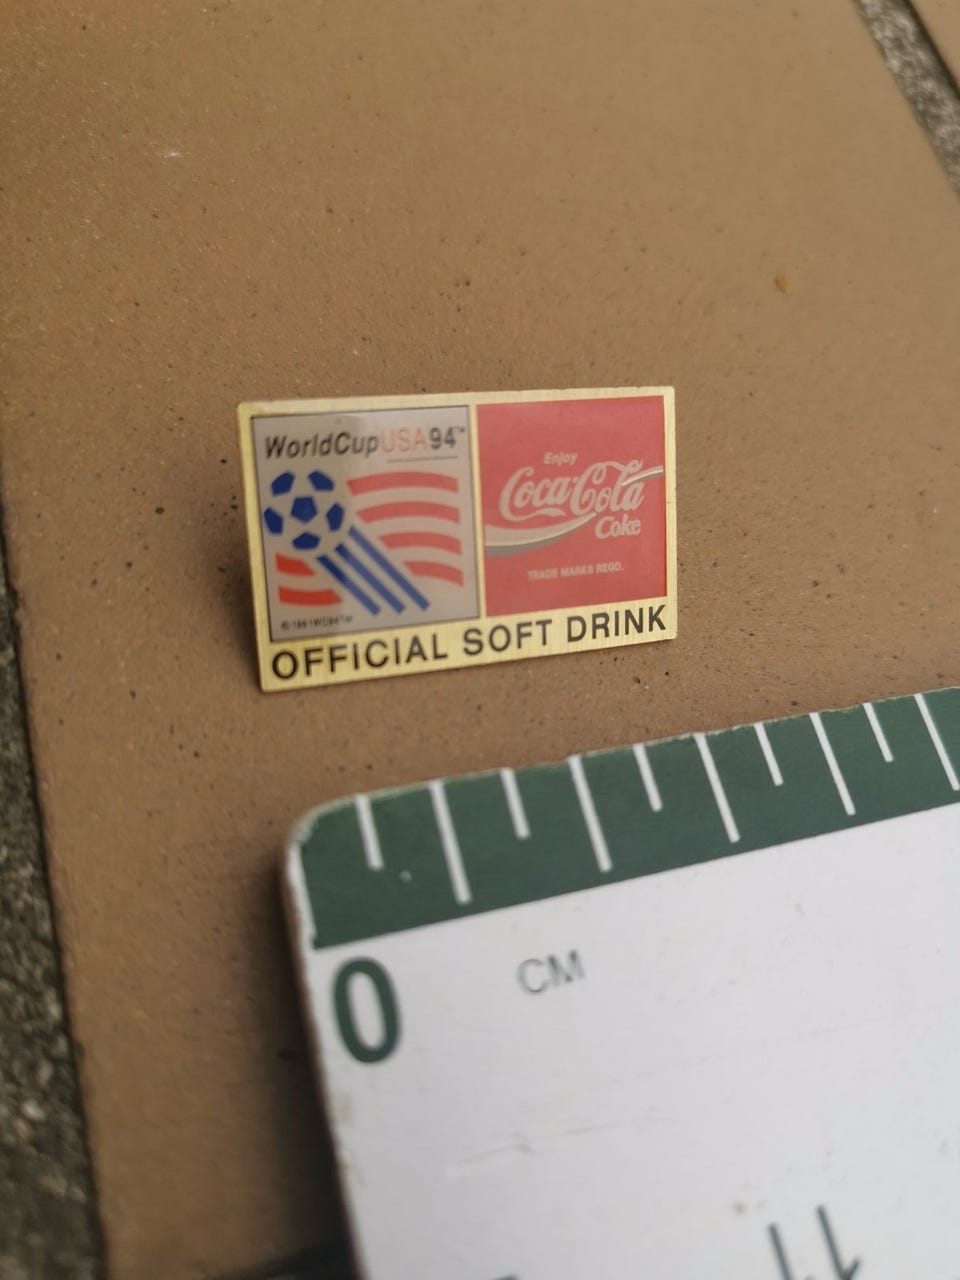 WorldCupUSA94™
Enjoy
Coca-Cola
Coke
TRADE MARKS REGD.
OFFICIAL SOFT DRINK
0
CM